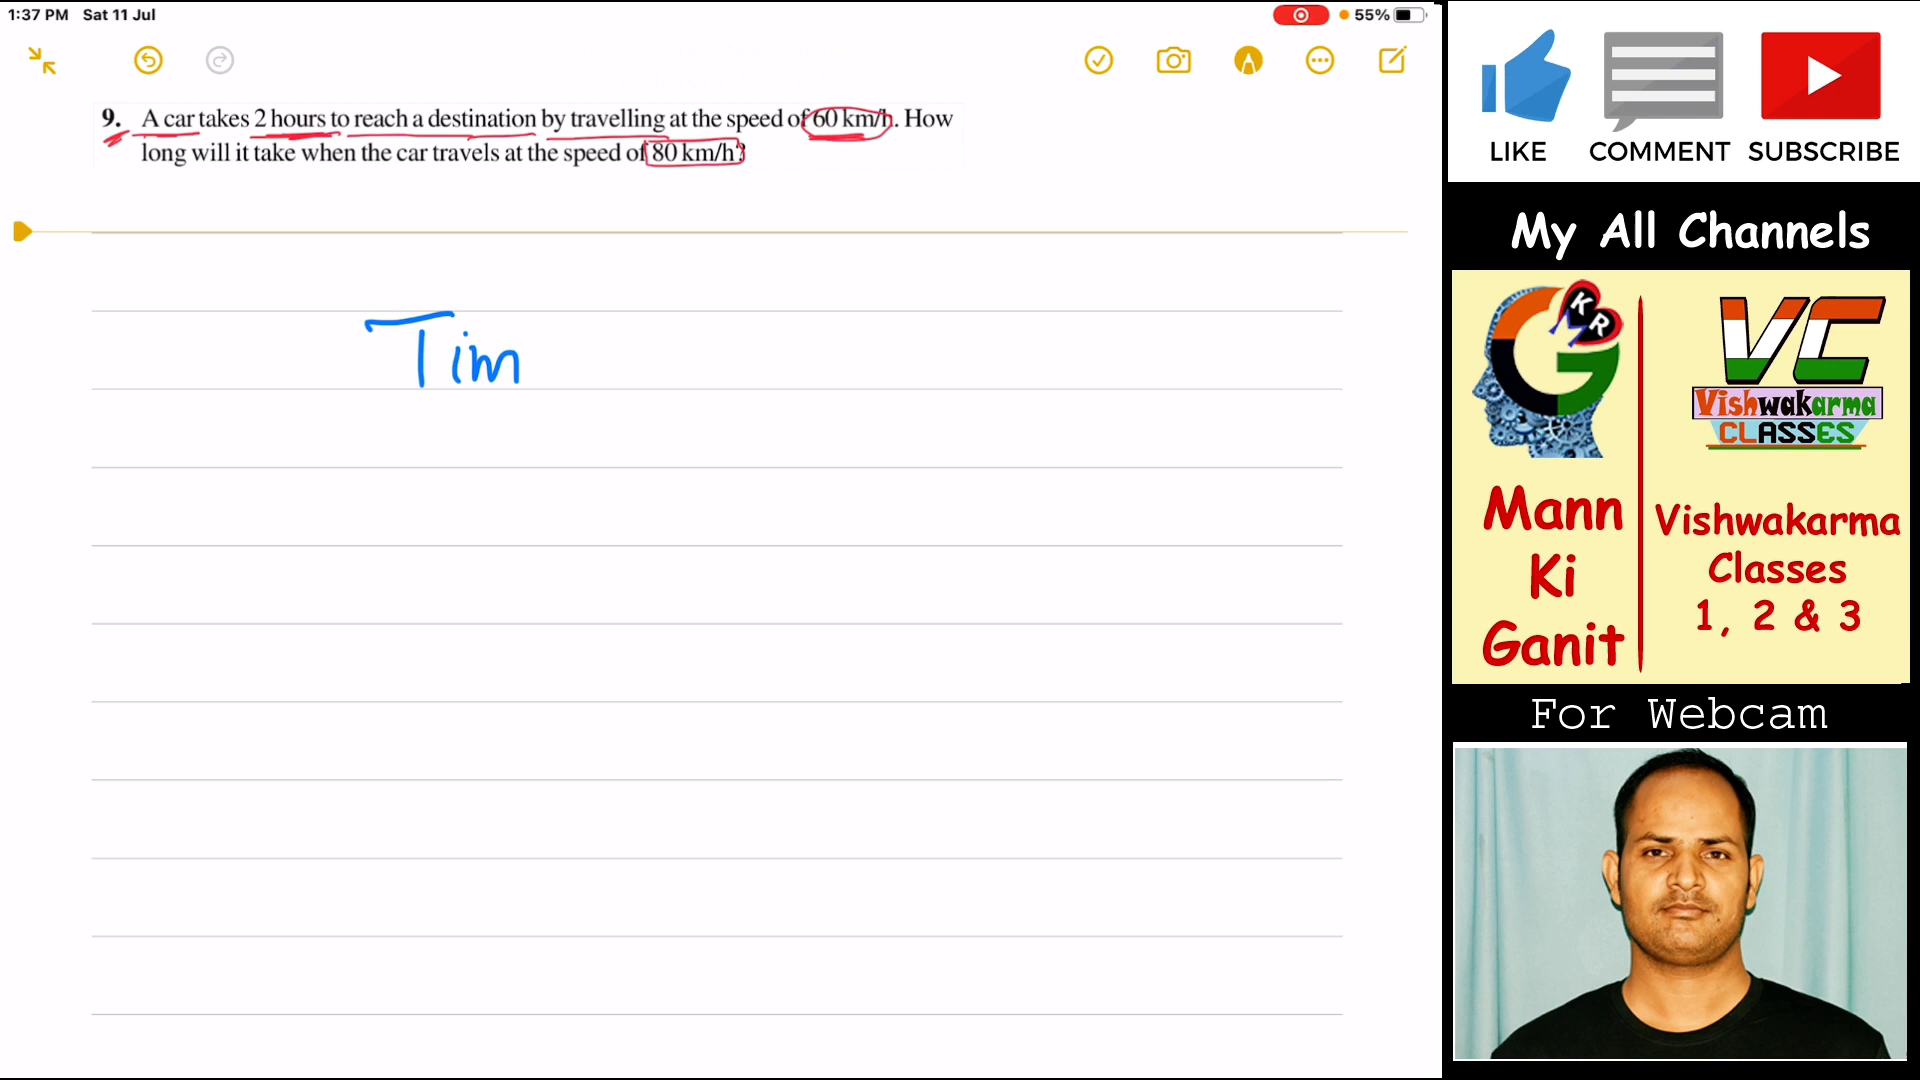 1:37 PM Sat 11 Jul
55%
9. A car takes 2 hours to reach a destination by travelling at the speed of 60 km/h. How
long will it take when the car travels at the speed of 80 km/h?
Tim
LIKE COMMENT SUBSCRIBE
My All Channels
G K R
VC
Vishwakarma
CLASSES
Mann
Ki
Ganit
Vishwakarma
Classes
1, 2 & 3
For Webcam